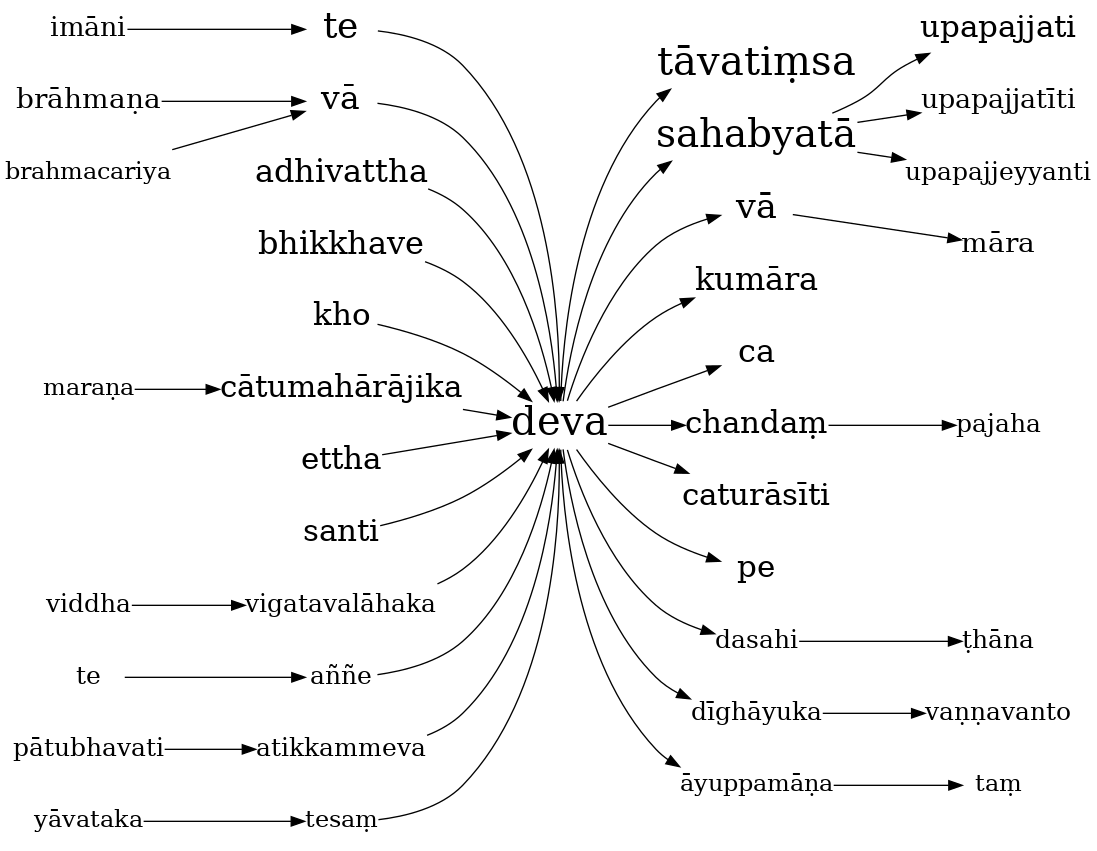 imāni
te
brāhmaṇa
vā
brahmacariya
adhivattha
bhikkhave
kho
maraṇa
cātumahārājika
ettha
santi
viddha
vigatavalāhaka
te
aññe
pātubhavati
atikkammeva
yāvataka
tesaṃ
deva
tāvatiṃsa
sahabyatā
upapajjati
upapajjatīti
upapajjeyyanti
vā
māra
kumāra
ca
chandaṃ
pajaha
caturāsīti
pe
dasahi
ṭhāna
dīghāyuka
vaṇṇavanto
āyuppamāṇa
taṃ